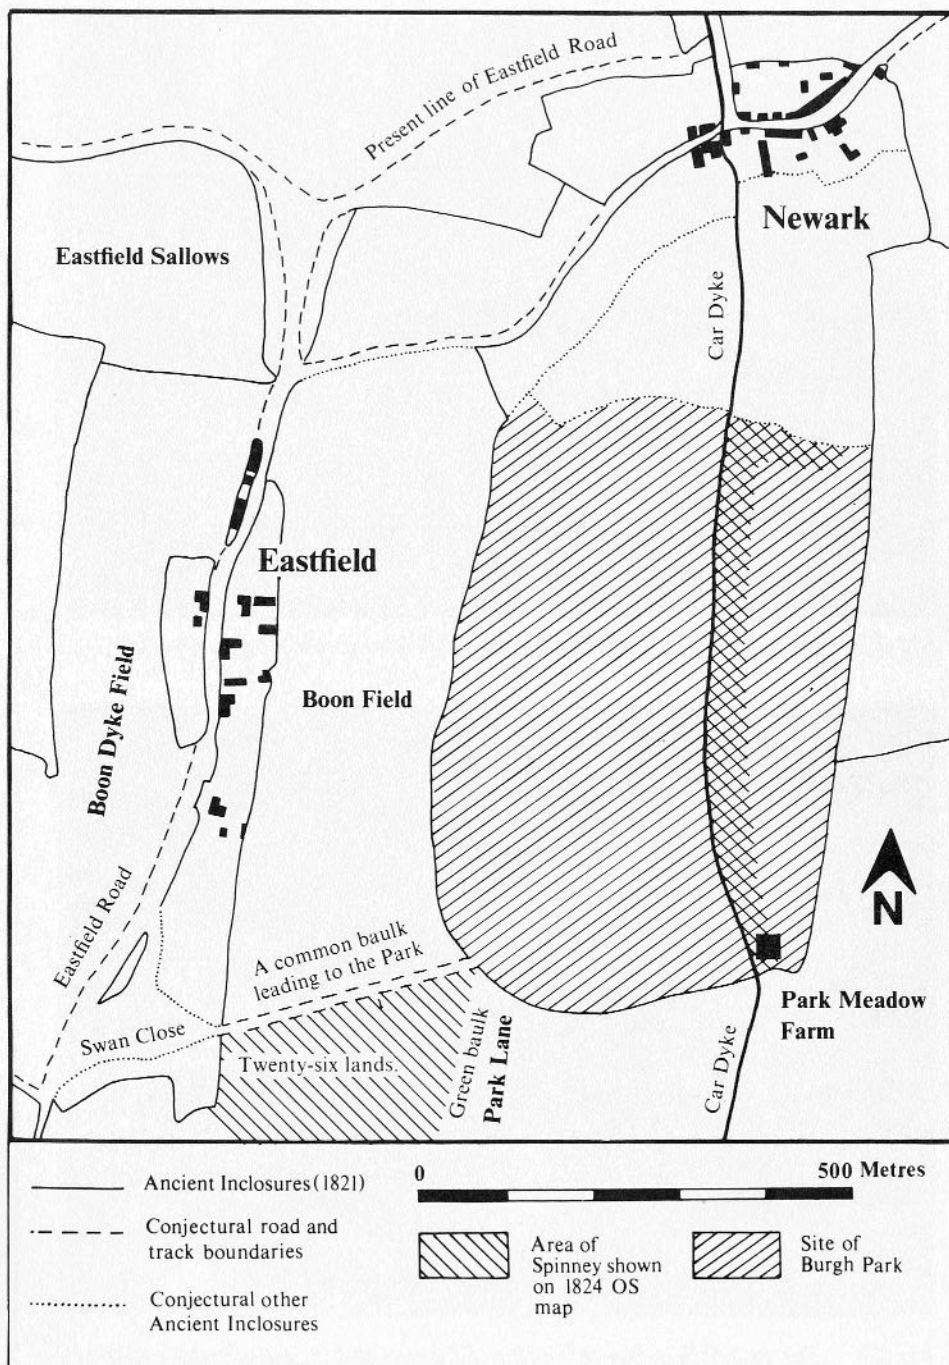 Present line of Eastfield Road
Newark
Eastfield Sallows
Car Dyke
Eastfield
Boon Field
Boon Dyke Field
Eastfield Road
A common baulk
leading to the Park
N
Swan Close
Twenty-six lands.
Green baulk
Park Lane
Car Dyke
Park Meadow
Farm
Ancient Inclosures (1821)
Conjectural road and
track boundaries
Conjectural other
Ancient Inclosures
0 500 Metres
Area of
Spinney shown
on 1824 OS
map
Site of
Burgh Park